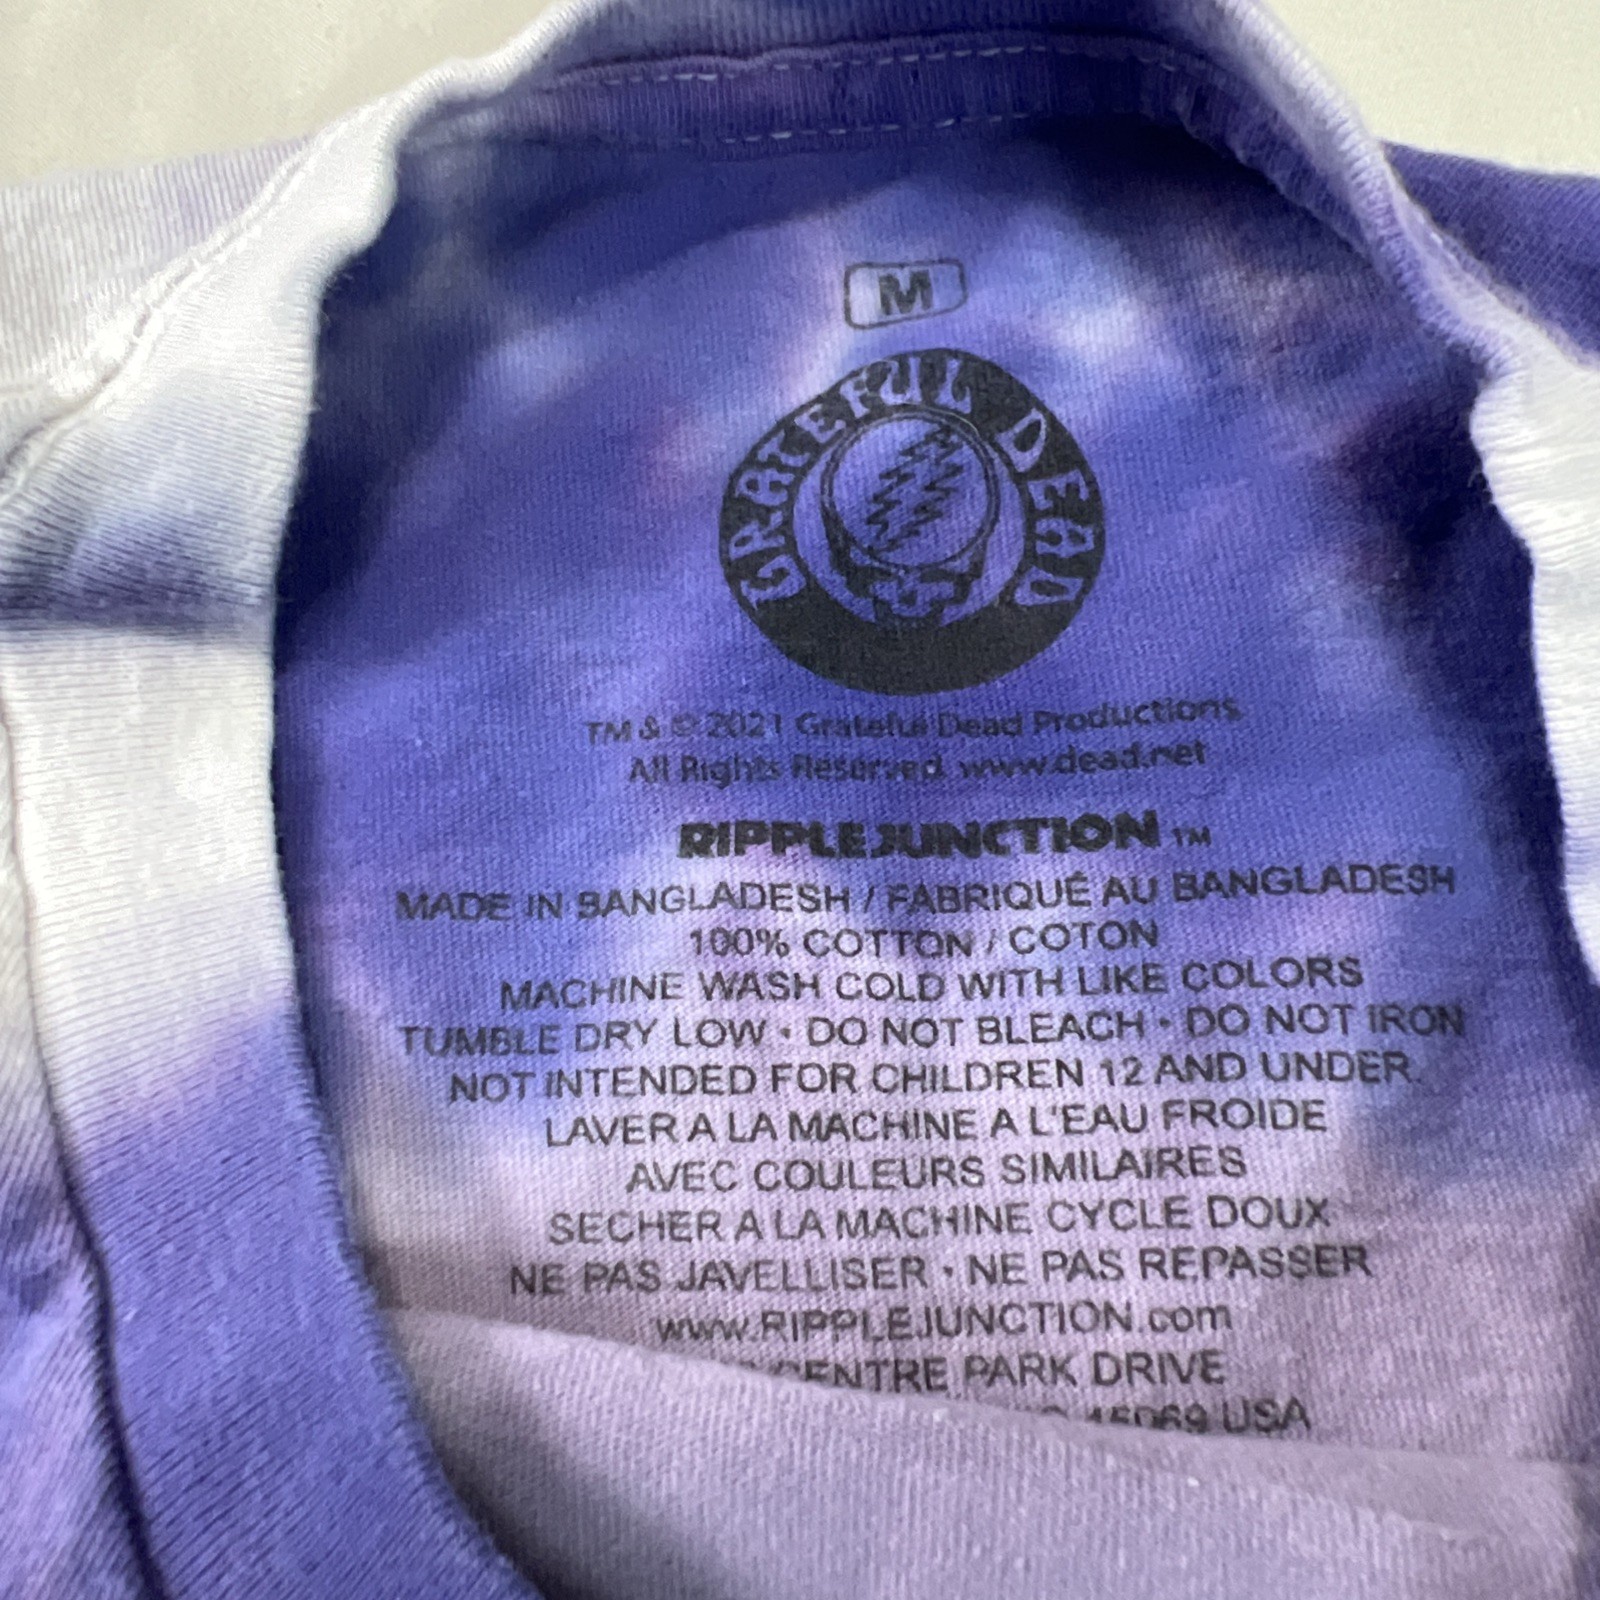 M
GRATEFUL DEAD
TM & © 2021 Grateful Dead Productions
All Rights Reserved. www.dead.net
RIPPLE JUNCTION ™
MADE IN BANGLADESH / FABRIQUÉ AU BANGLADESH
100% COTTON / COTON
MACHINE WASH COLD WITH LIKE COLORS
TUMBLE DRY LOW • DO NOT BLEACH • DO NOT IRON
NOT INTENDED FOR CHILDREN 12 AND UNDER.
LAVER A LA MACHINE A L'EAU FROIDE
AVEC COULEURS SIMILAIRES
SECHER A LA MACHINE CYCLE DOUX
NE PAS JAVELLISER • NE PAS REPASSER
www.RIPPLEJUNCTION.com
CENTRE PARK DRIVE
45069 USA